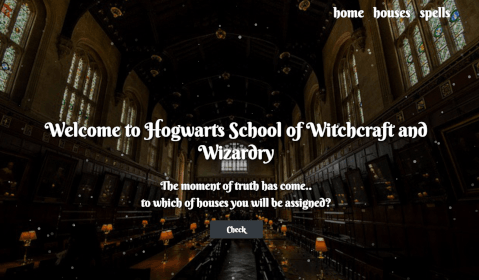 home houses spells
Welcome to Hogwarts School of Witchcraft and
Wizardry
The moment of truth has come..
to which of houses you will be assigned?
Check